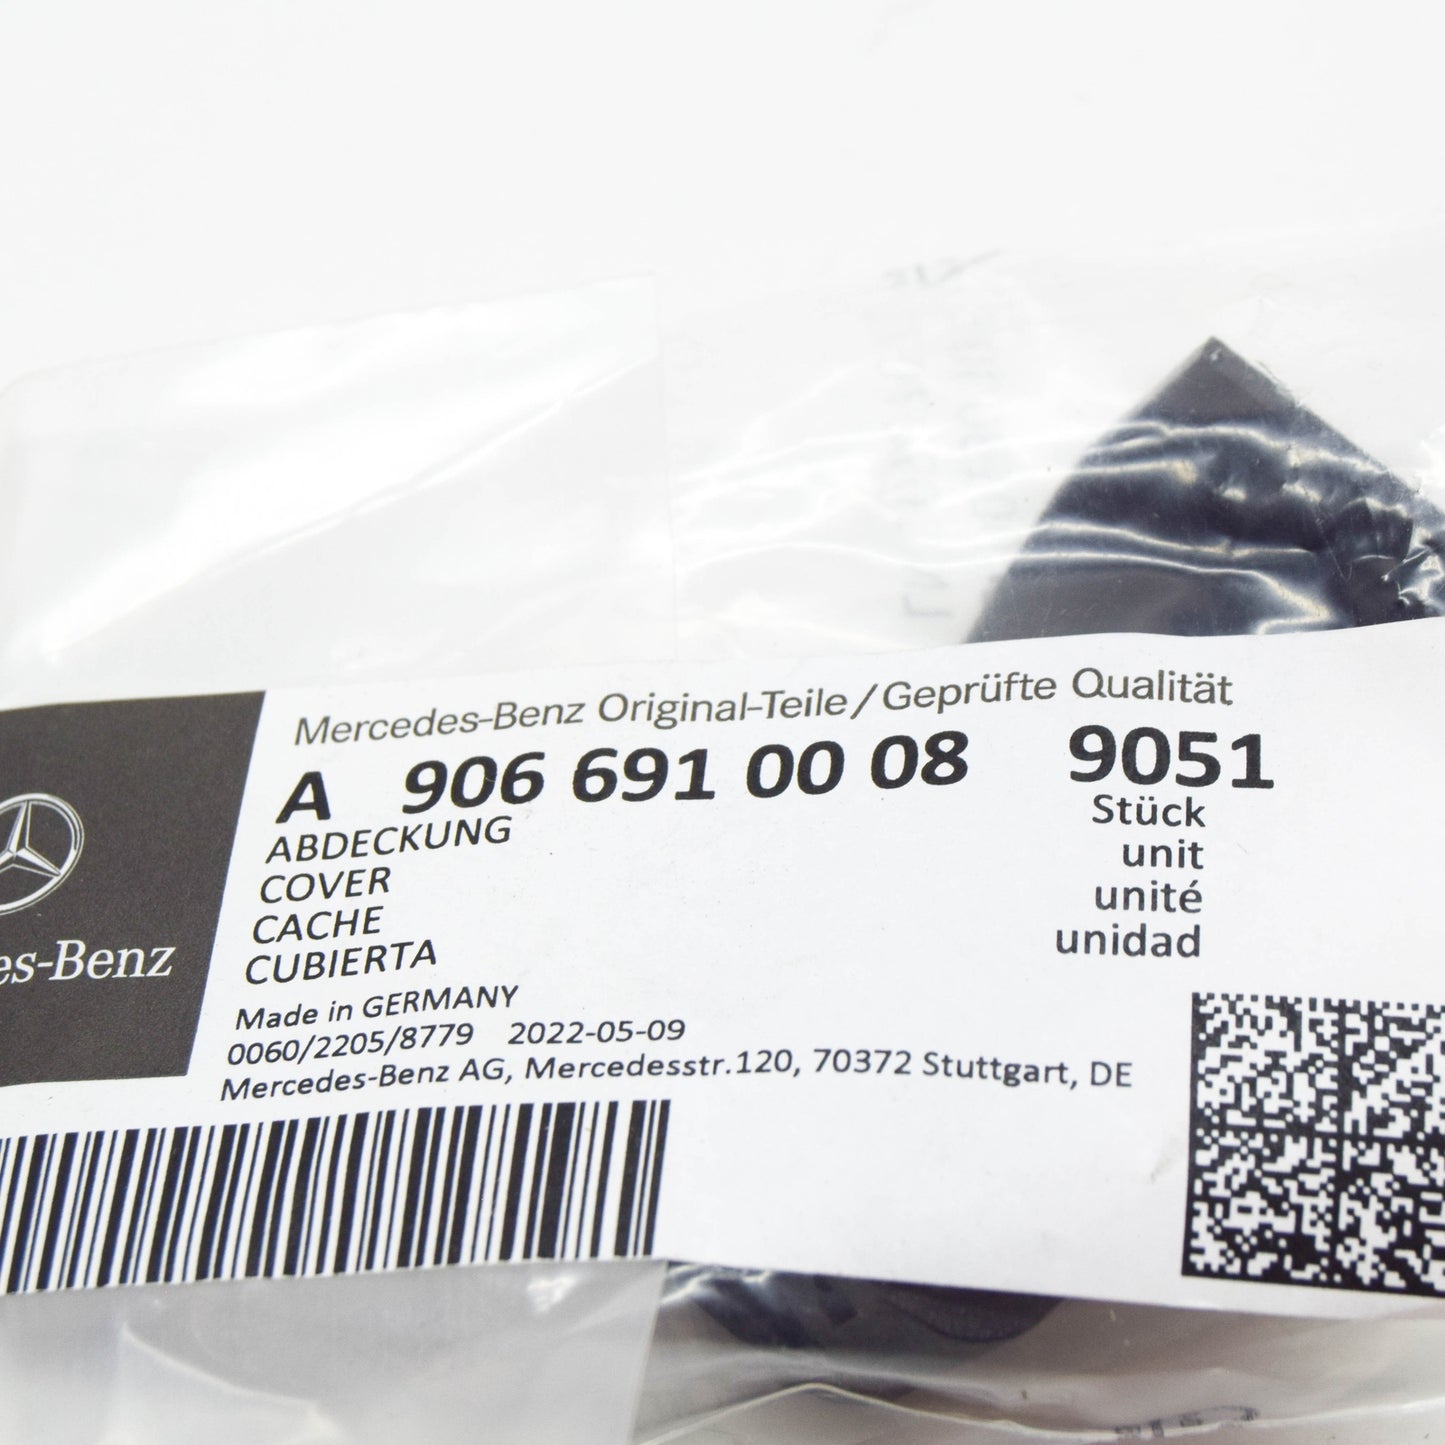 Mercedes-Benz Original-Teile/Geprüfte Qualität
A 906 691 00 08 9051
ABDECKUNG
COVER
CACHE
CUBIERTA
Stück
unit
unité
unidad
es-Benz
Made in GERMANY
0060/2205/8779 2022-05-09
Mercedes-Benz AG, Mercedesstr.120, 70372 Stuttgart, DE